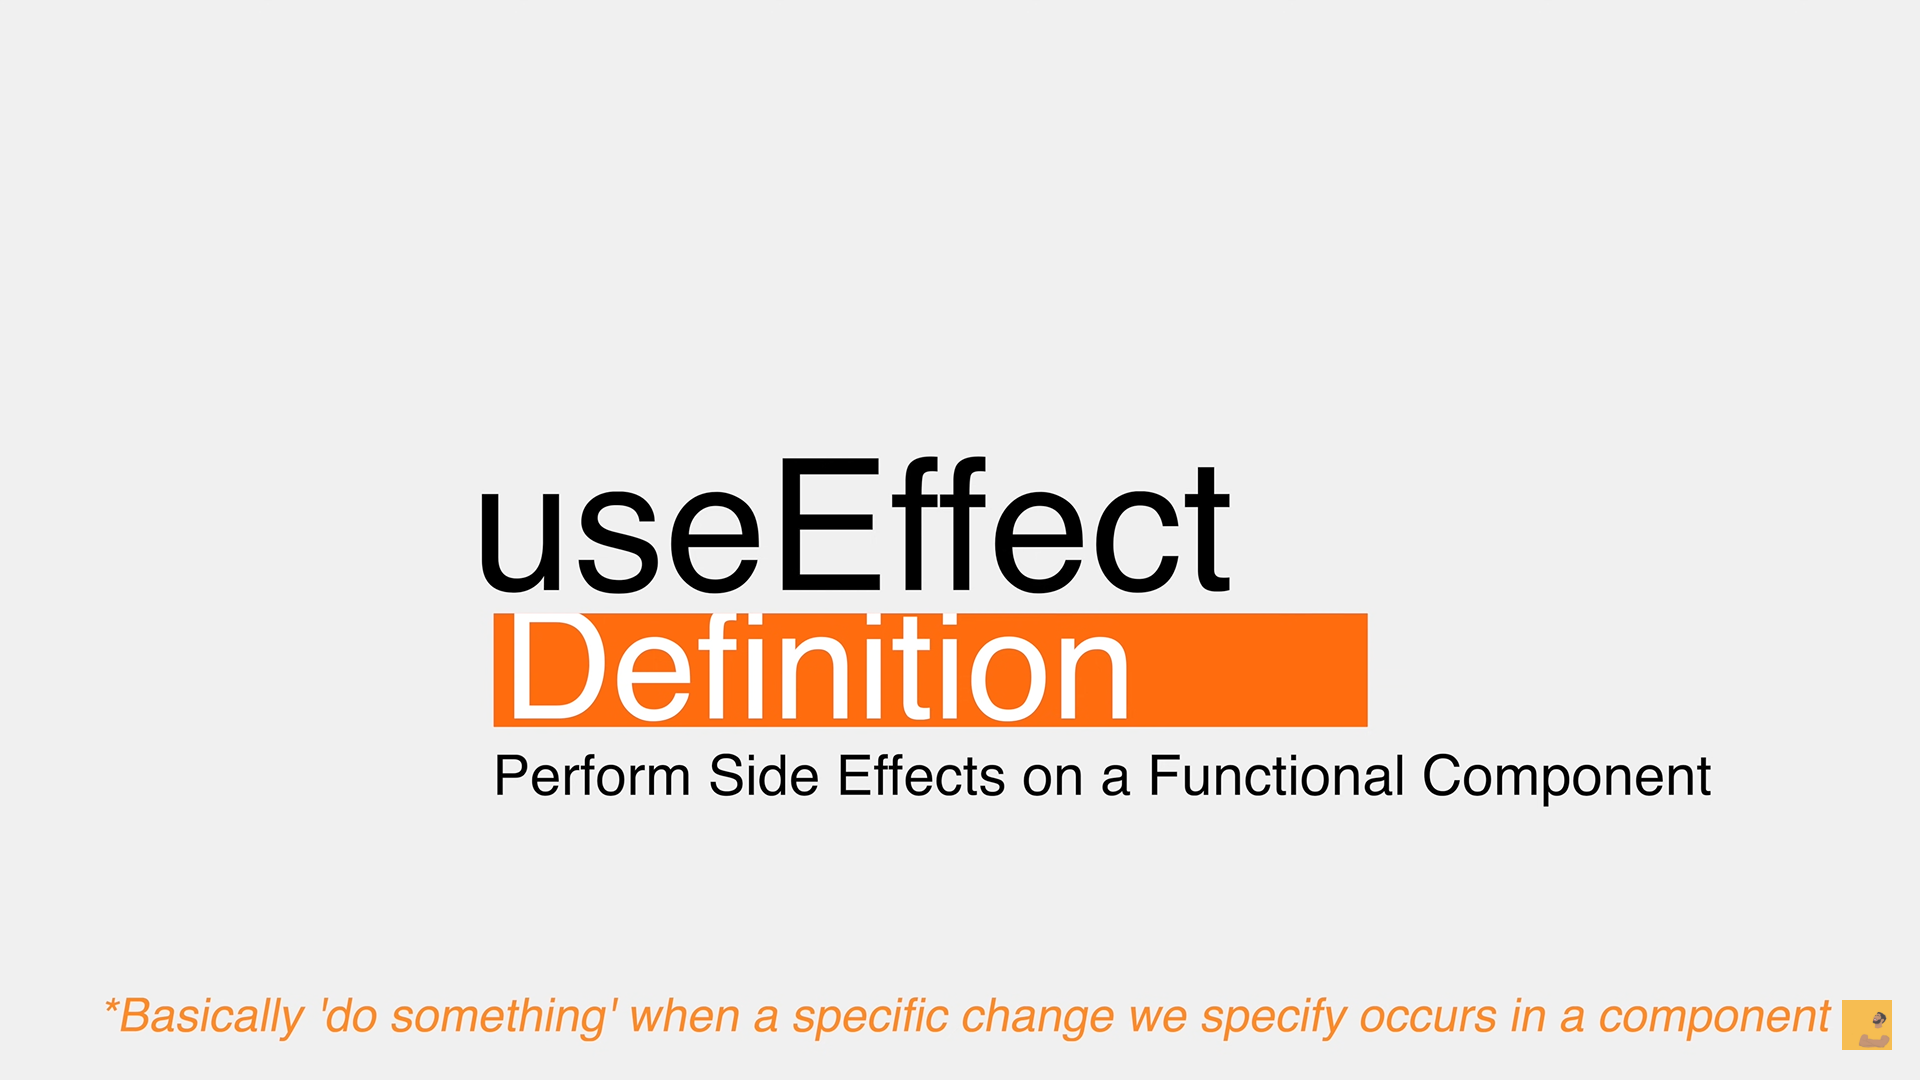 useEffect
Definition
Perform Side Effects on a Functional Component
*Basically 'do something' when a specific change we specify occurs in a component